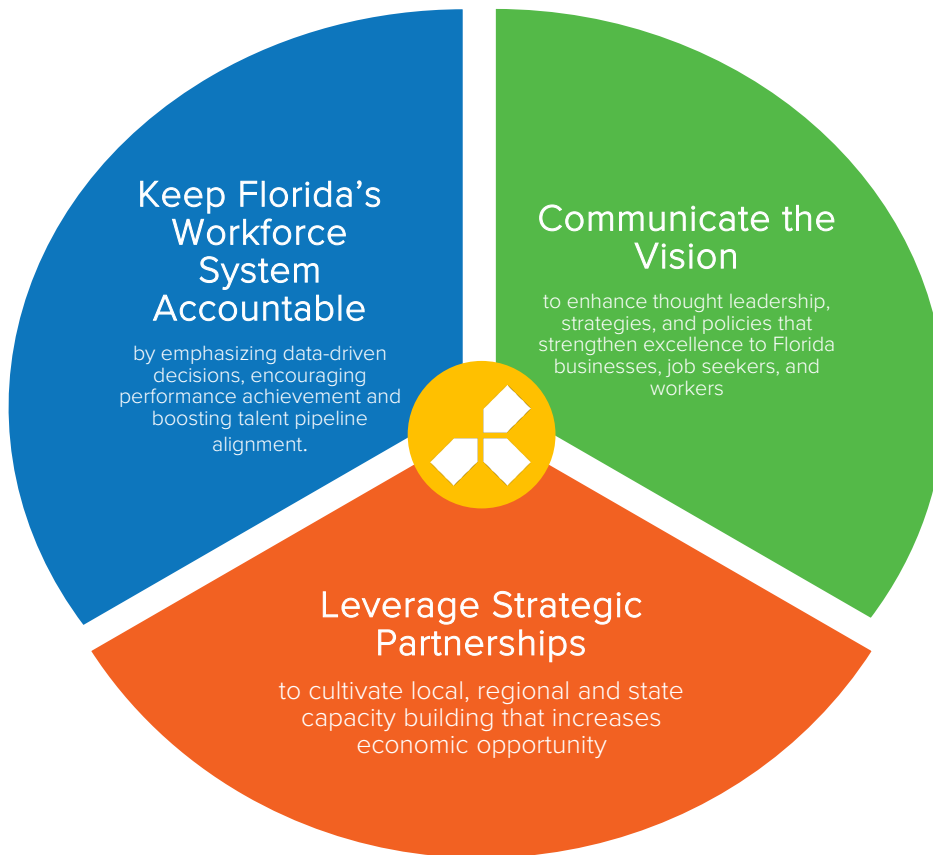 Keep Florida’s
Workforce
System
Accountable
by emphasizing data-driven
decisions, encouraging
performance achievement and
boosting talent pipeline
alignment.
Communicate the
Vision
to enhance thought leadership,
strategies, and policies that
strengthen excellence to Florida
businesses, job seekers, and
workers
Leverage Strategic
Partnerships
to cultivate local, regional and state
capacity building that increases
economic opportunity